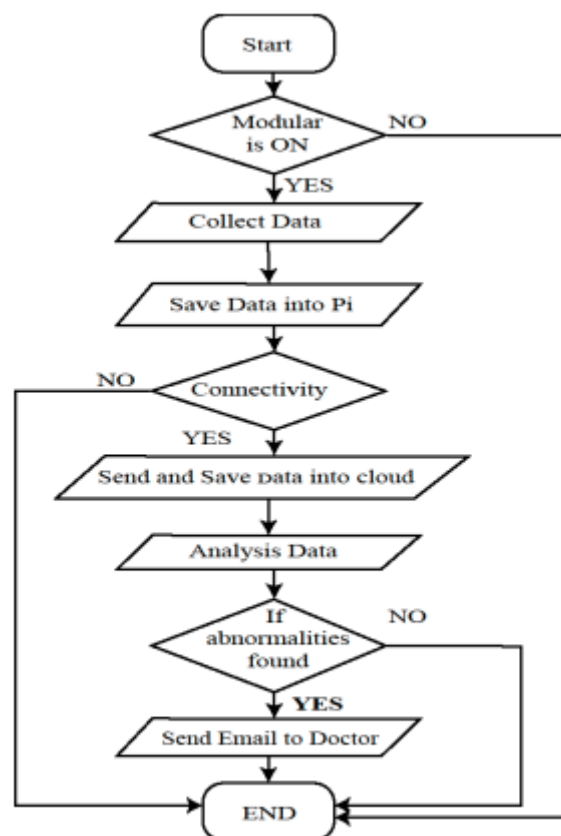 Start
Modular
is ON
NO
YES
Collect Data
Save Data into Pi
NO
Connectivity
YES
Send and Save Data into cloud
Analysis Data
If
abnormalities
found
NO
YES
Send Email to Doctor
END